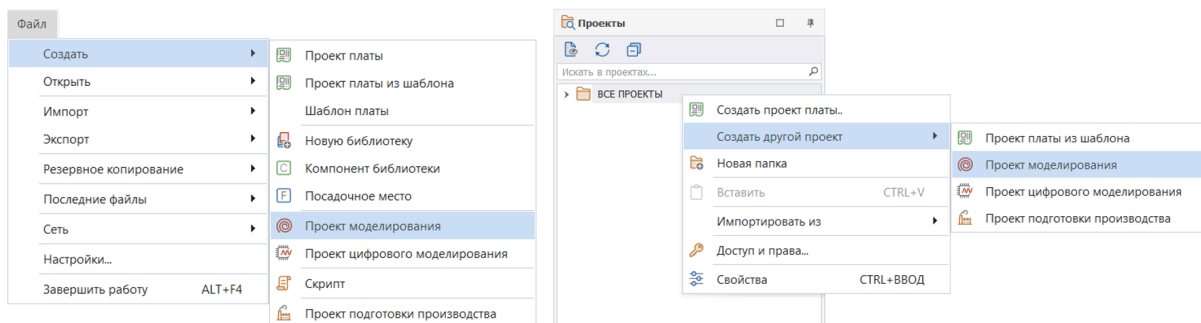 Файл
Создать
Открыть
Импорт
Экспорт
Резервное копирование
Последние файлы
Сеть
Настройки...
Завершить работу ALT+F4
Проект платы
Проект платы из шаблона
Шаблон платы
Новую библиотеку
Компонент библиотеки
Посадочное место
Проект моделирования
Проект цифрового моделирования
Скрипт
Проект подготовки производства
Проекты
Искать в проектах...
ВСЕ ПРОЕКТЫ
Создать проект платы..
Создать другой проект
Новая папка
Вставить CTRL+V
Импортировать из
Доступ и права...
Свойства CTRL+ВВОД
Проект платы из шаблона
Проект моделирования
Проект цифрового моделирования
Проект подготовки производства